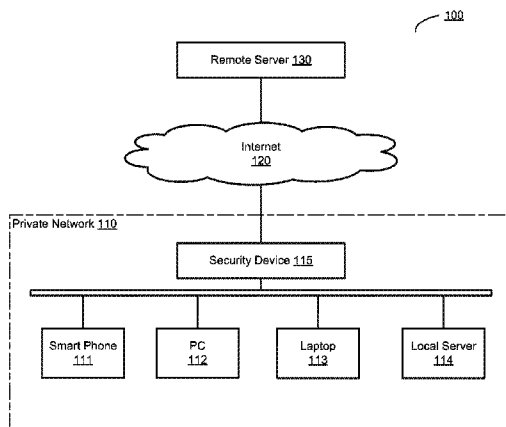 100
Remote Server 130
Internet
120
Private Network 110
Security Device 115
Smart Phone
111
PC
112
Laptop
113
Local Server
114